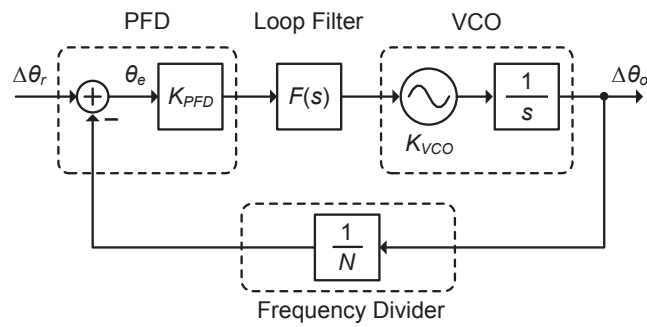 PFD
Loop Filter
VCO
Δθr
θe
KPFD
F(s)
KVCO
1
s
Δθo
+
−
1
N
Frequency Divider